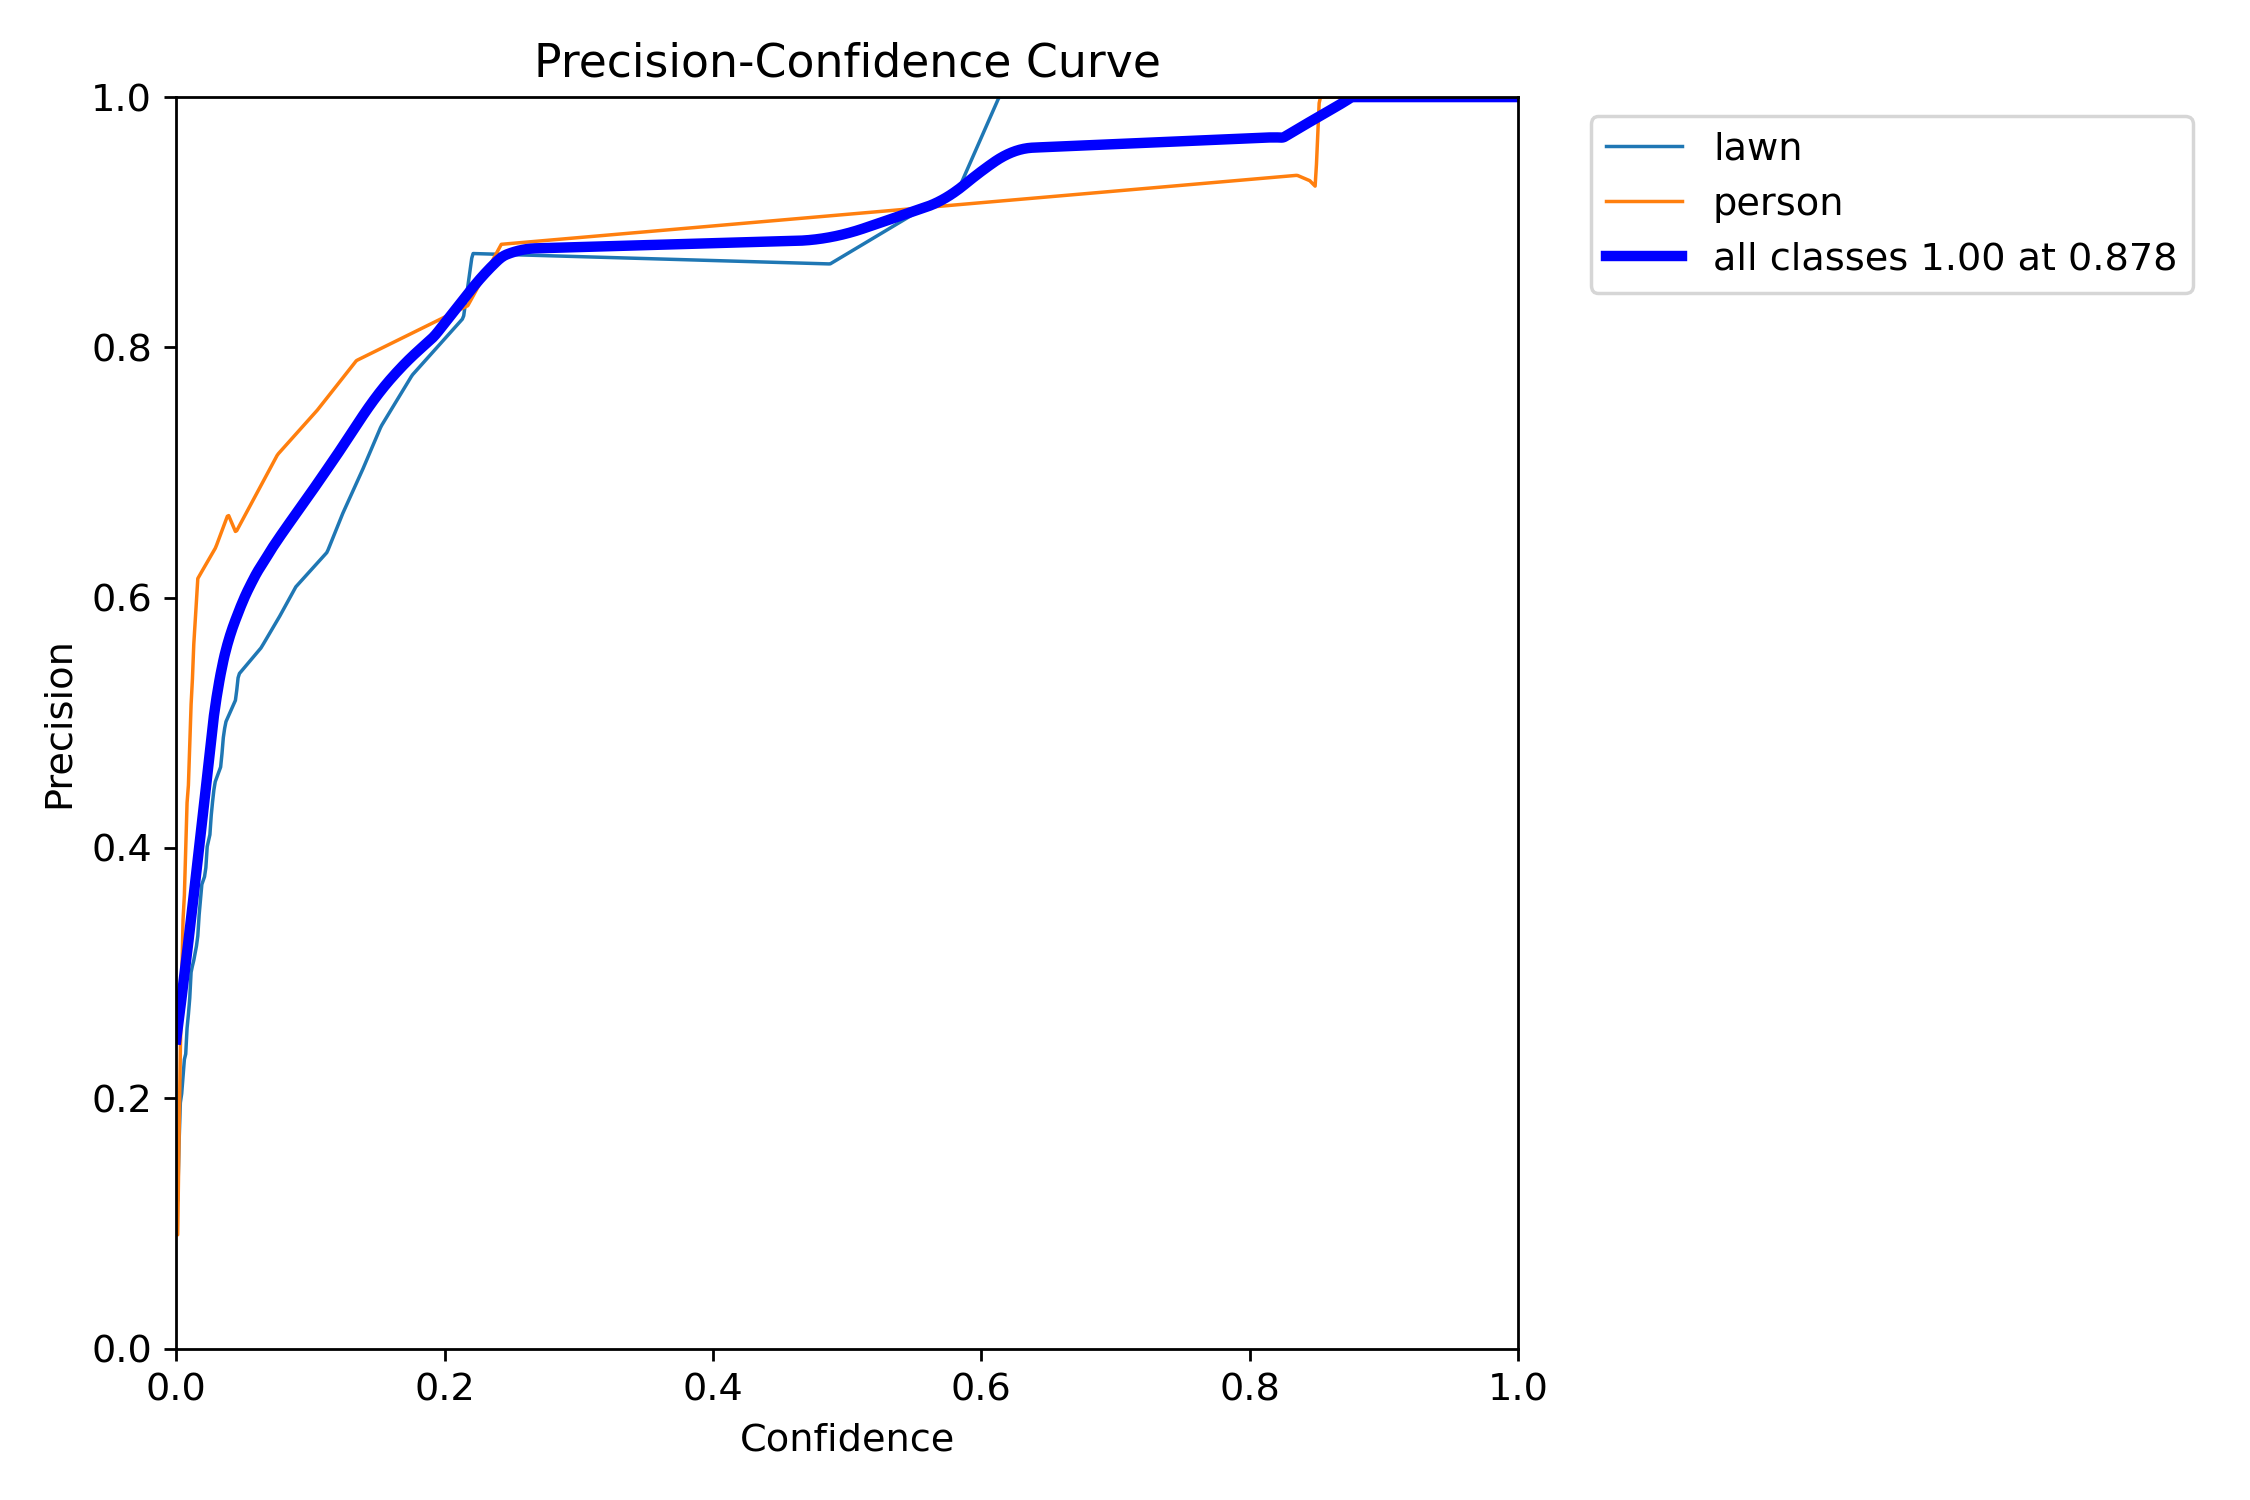 Precision-Confidence Curve
1.0
0.8
0.6
0.4
0.2
0.0
Precision
0.0 0.2 0.4 0.6 0.8 1.0
Confidence
lawn
person
all classes 1.00 at 0.878